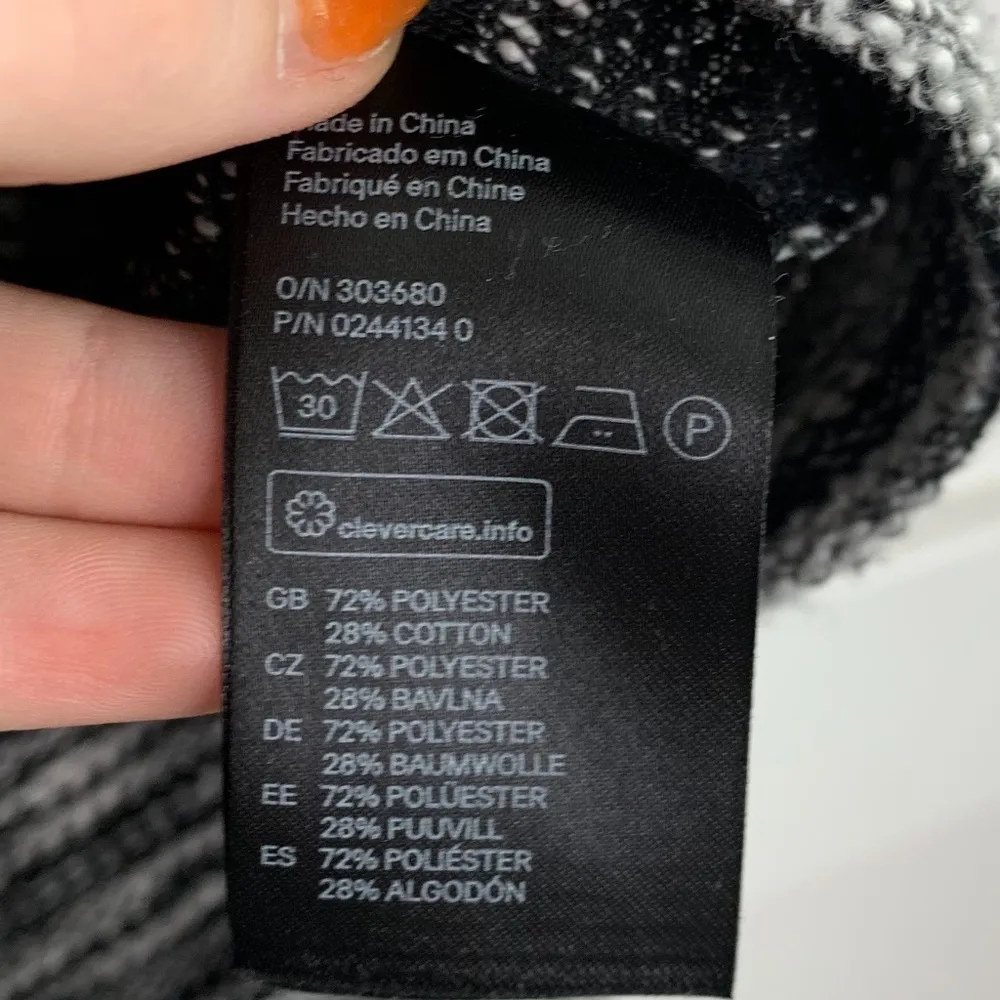 Made in China
Fabricado em China
Fabriqué en Chine
Hecho en China
O/N 303680
P/N 0244134 0
30
P
clevercare.info
GB 72% POLYESTER
28% COTTON
CZ 72% POLYESTER
28% BAVLNA
DE 72% POLYESTER
28% BAUMWOLLE
EE 72% POLÜESTER
28% PUUVILL
ES 72% POLIÉSTER
28% ALGODÓN